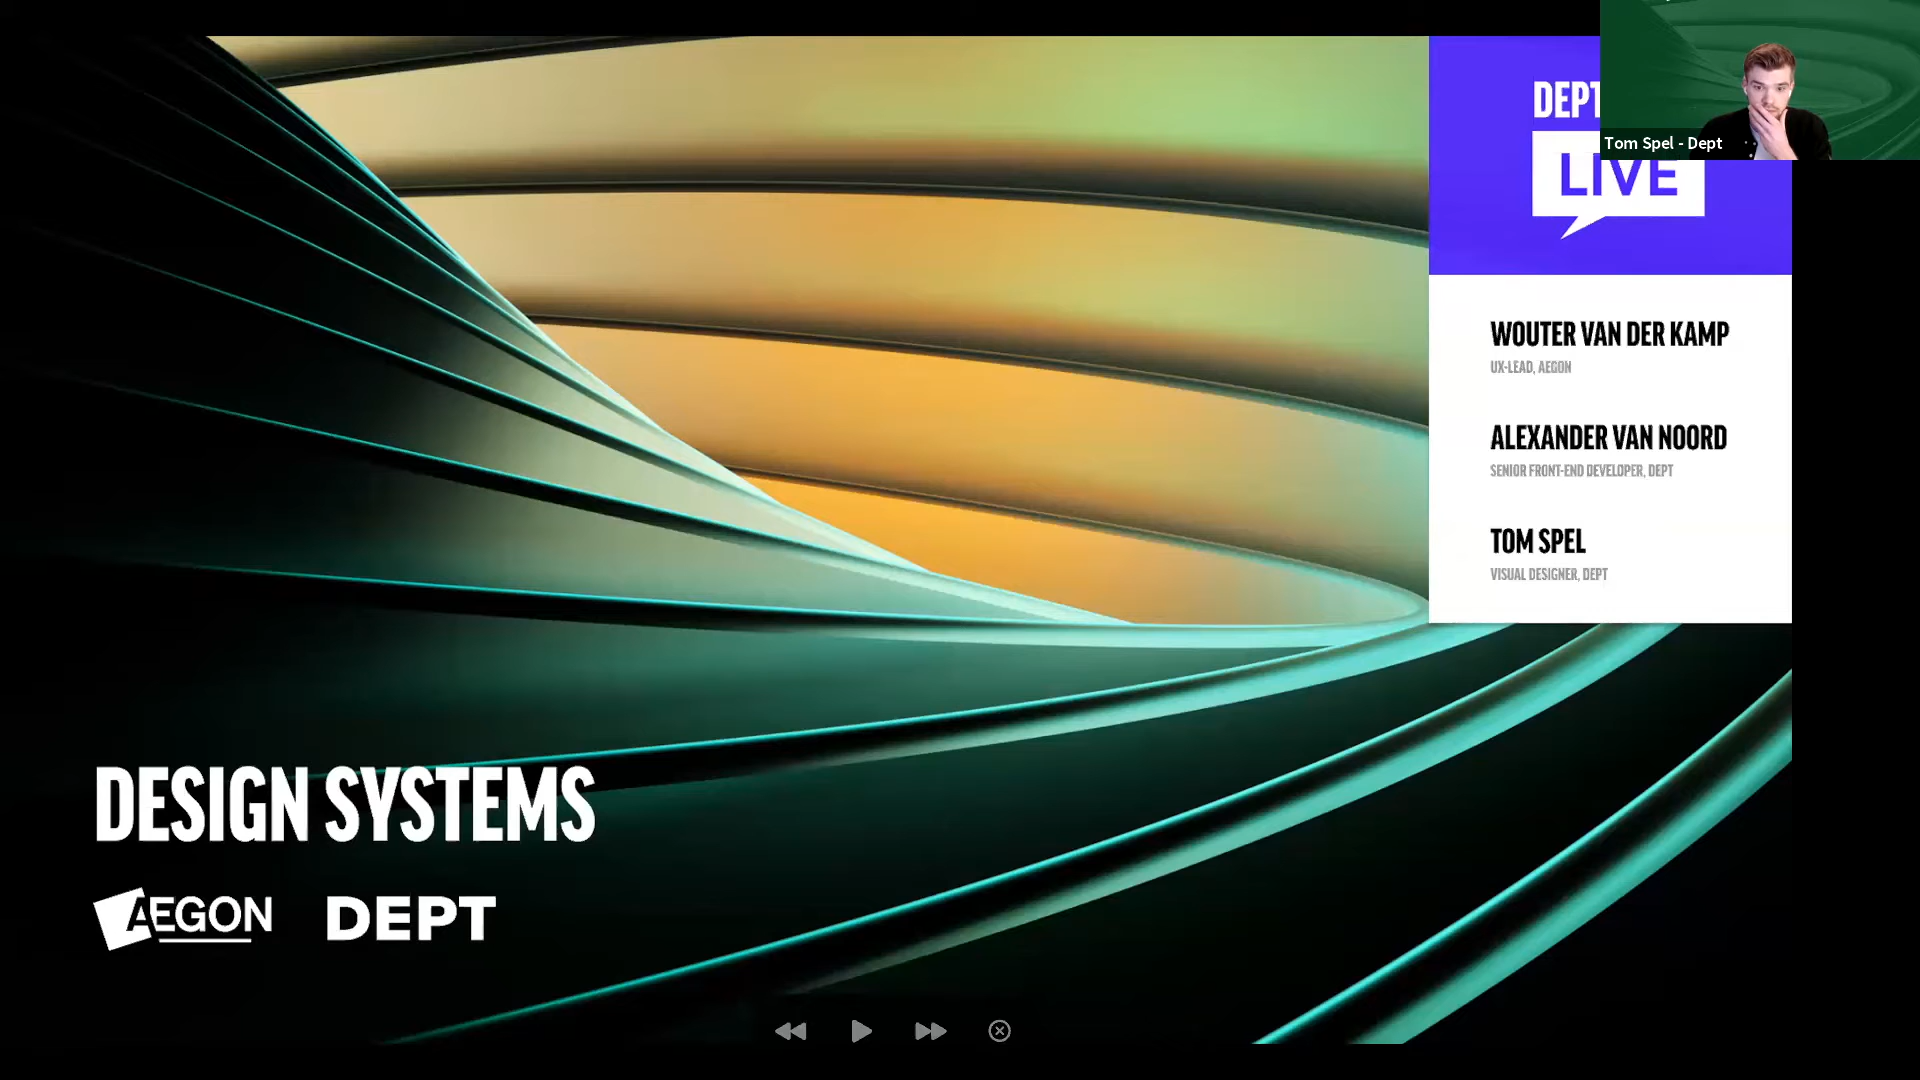 DEPT
LIVE
Tom Spel - Dept
WOUTER VAN DER KAMP
UX-LEAD, AEGON
ALEXANDER VAN NOORD
SENIOR FRONT-END DEVELOPER, DEPT
TOM SPEL
VISUAL DESIGNER, DEPT
DESIGN SYSTEMS
AEGON DEPT